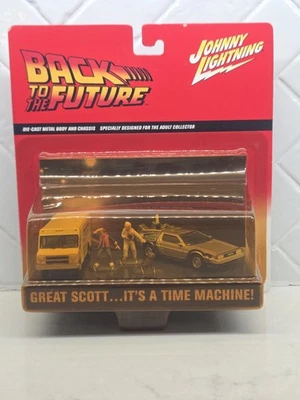 BACK
TO THE
FUTURE
JOHNNY
LIGHTNING
DIE-CAST METAL BODY AND CHASSIS SPECIALLY DESIGNED FOR THE ADULT COLLECTOR
GREAT SCOTT...IT'S A TIME MACHINE!